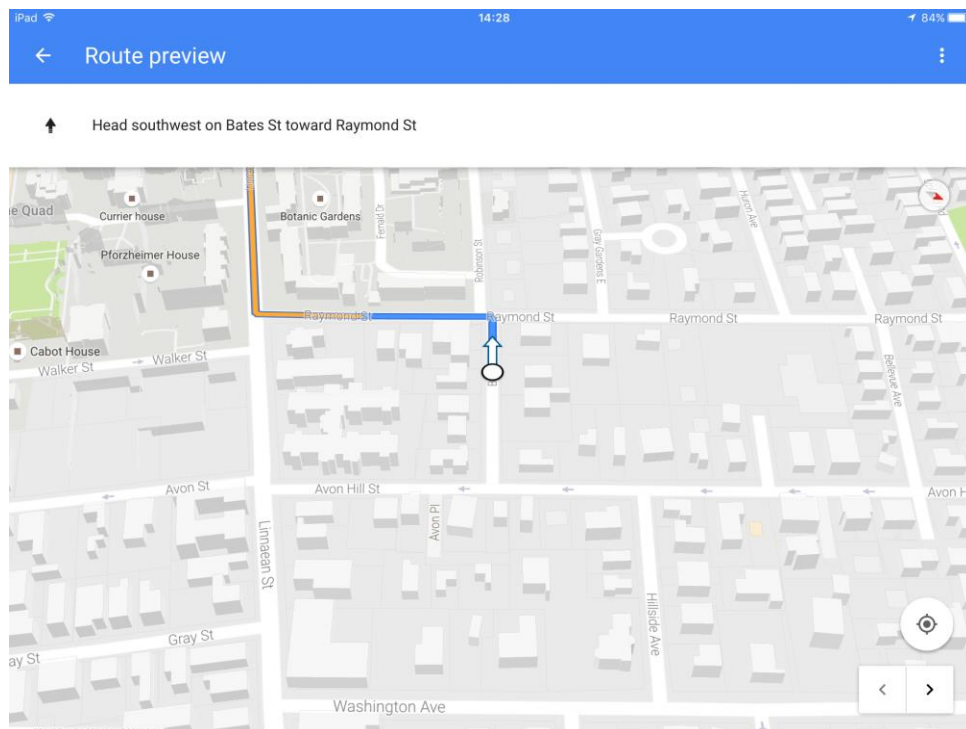 iPad 14:28 84%
Route preview
Head southwest on Bates St toward Raymond St
Quad
Currier house
Botanic Gardens
Fernald Dr
Robinson St
Gray Gardens E
Huron Ave
Pforzheimer House
Raymond St
Raymond St
Raymond St
Raymond St
Cabot House
Walker St
Walker St
Bellevue Ave
Avon St
Avon Hill St
Avon H
Avon Pl
Linnaean St
Hillside Ave
Gray St
ay St
Washington Ave